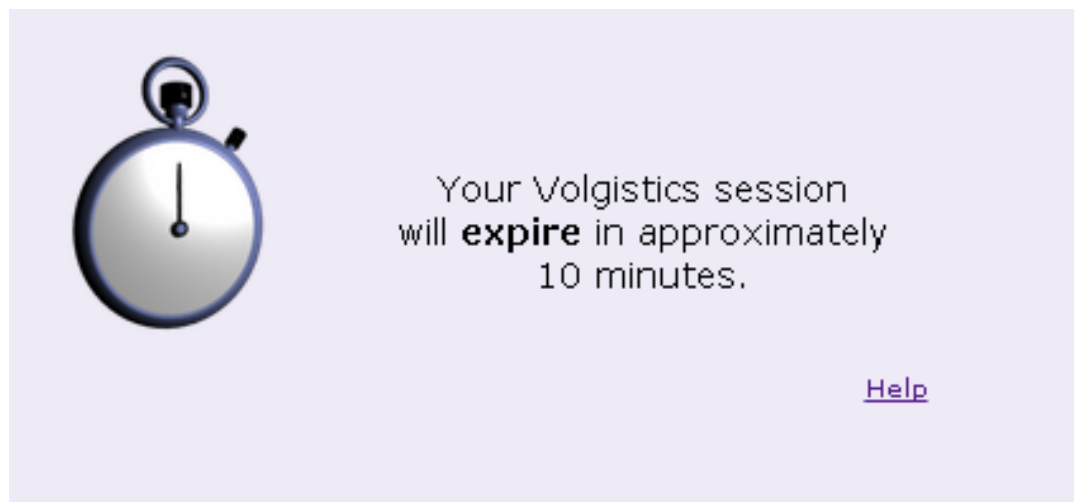 Your Volgistics session
will expire in approximately
10 minutes.
Help